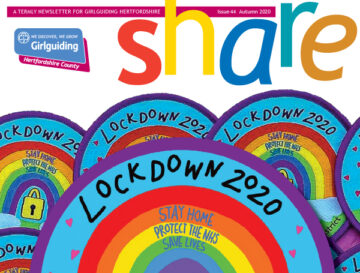 A TERMLY NEWSLETTER FOR GIRLGUIDING HERTFORDSHIRE
Issue 44 Autumn 2020
share
WE DISCOVER, WE GROW
Girlguiding
Hertfordshire County
LOCKDOWN 2020
STAY HOME
PROTECT THE NHS
SAVE LIVES
LOCKDOWN 2020
STAY HOME
PROTECT THE NHS
SAVE LIVES
LOCKDOWN 2020
STAY HOME
PROTECT THE NHS
SAVE LIVES